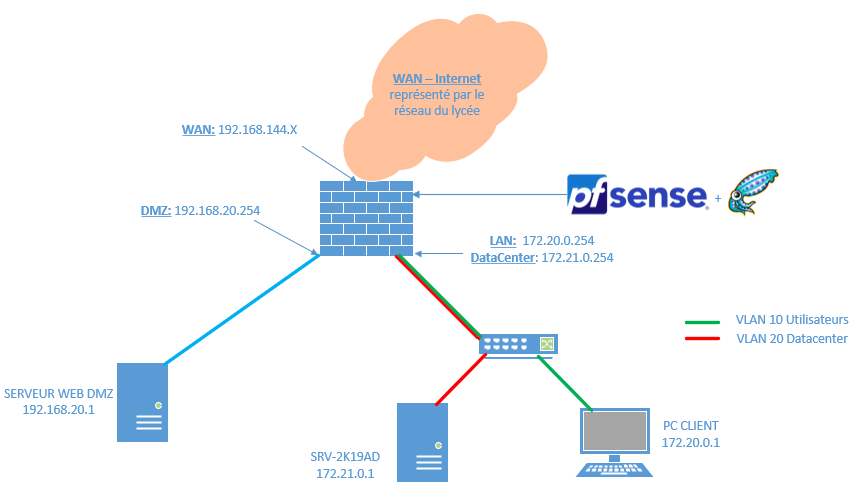 WAN – Internet
représenté par le
réseau du lycée
WAN: 192.168.144.X
DMZ: 192.168.20.254
pfsense
+
LAN: 172.20.0.254
DataCenter: 172.21.0.254
VLAN 10 Utilisateurs
VLAN 20 Datacenter
SERVEUR WEB DMZ
192.168.20.1
SRV-2K19AD
172.21.0.1
PC CLIENT
172.20.0.1